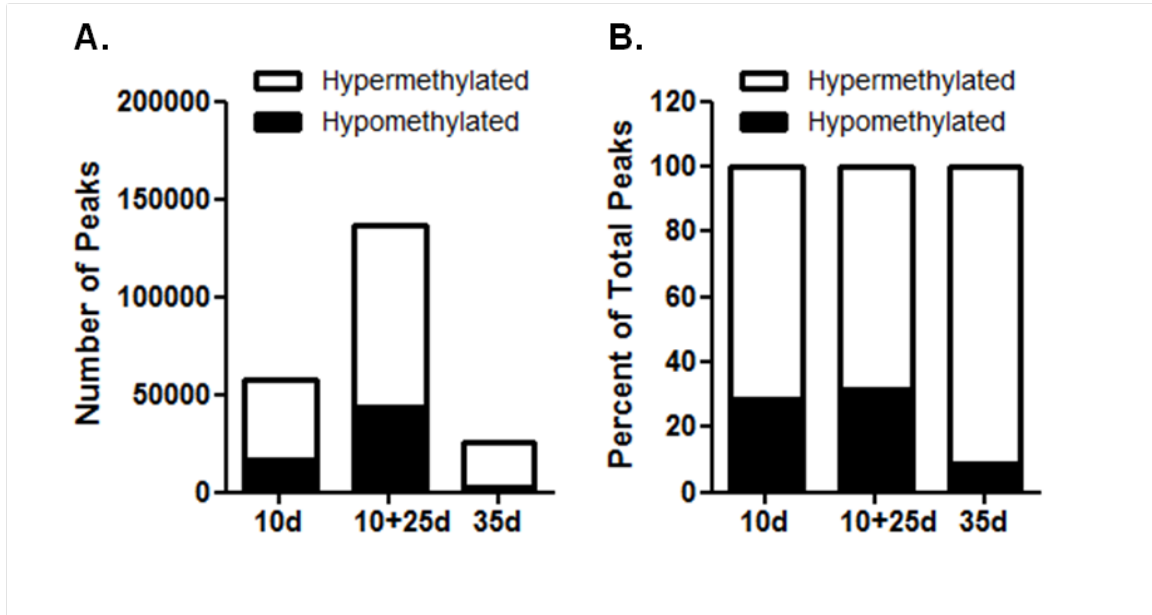 A.
Hypermethylated
Hypomethylated
Number of Peaks
200000
150000
100000
50000
0
10d 10+25d 35d
B.
Hypermethylated
Hypomethylated
Percent of Total Peaks
120
100
80
60
40
20
0
10d 10+25d 35d